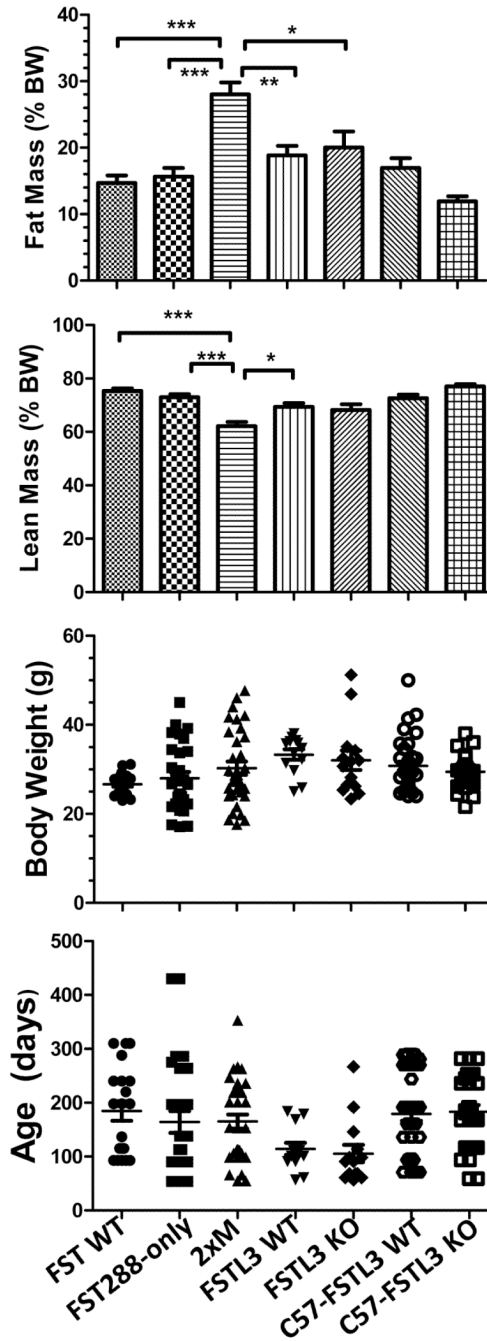 Fat Mass (% BW)
40
30
20
10
0
***
***
*
**
Lean Mass (% BW)
100
80
60
40
20
0
***
***
*
Body Weight (g)
60
40
20
0
Age (days)
500
400
300
200
100
0
FST WT
FST288-only
2xM
FSTL3 WT
FSTL3 KO
C57-FSTL3 WT
C57-FSTL3 KO